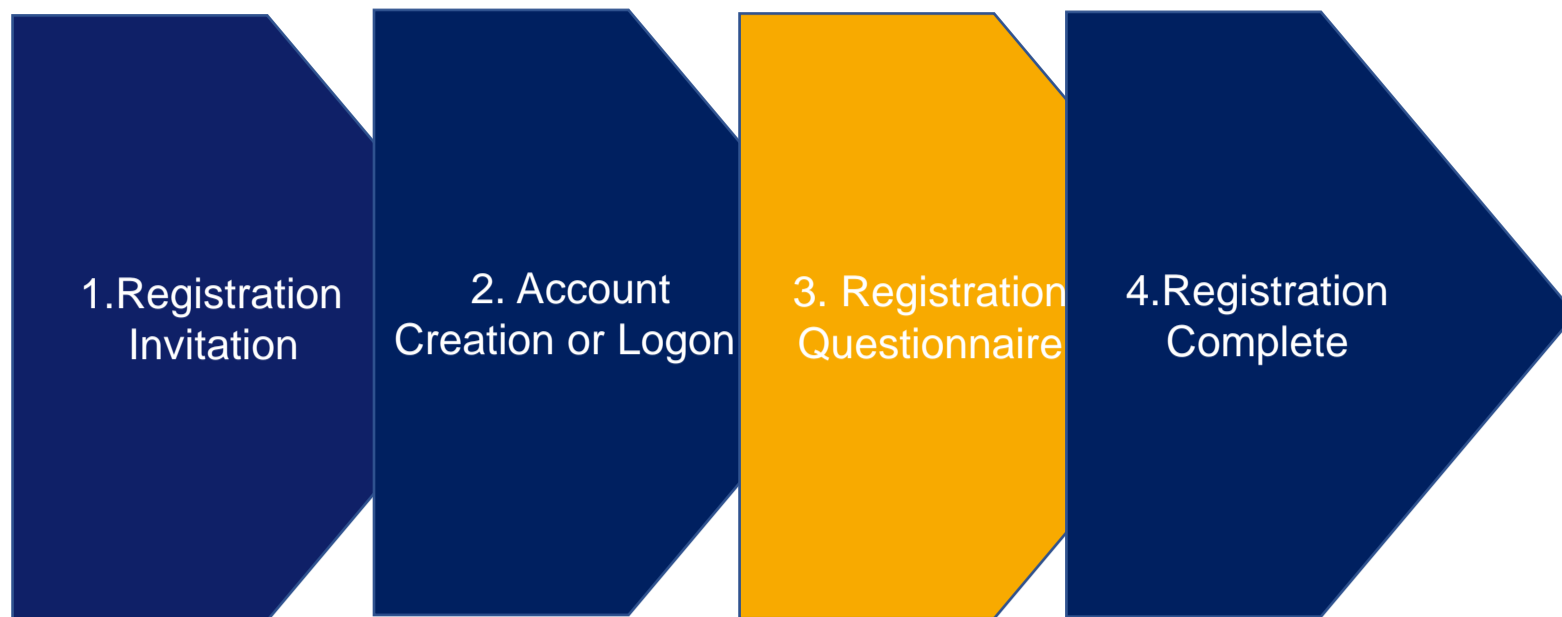 1.Registration
Invitation
2. Account
Creation or Logon
3. Registration
Questionnaire
4.Registration
Complete